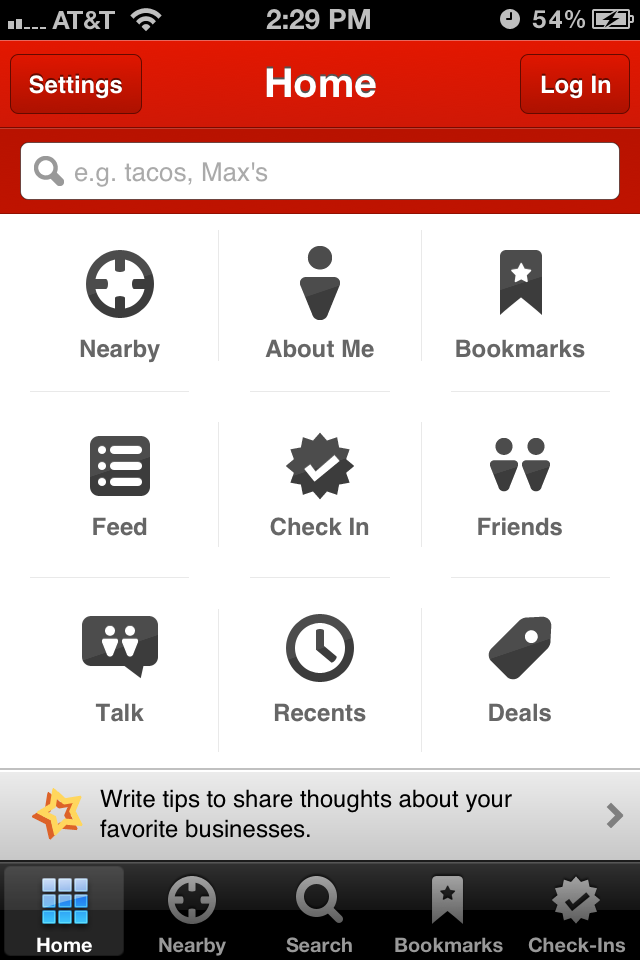 AT&T 2:29 PM 54%
Settings Home Log In
e.g. tacos, Max's
Nearby About Me Bookmarks
Feed Check In Friends
Talk Recents Deals
Write tips to share thoughts about your
favorite businesses.
Home Nearby Search Bookmarks Check-Ins